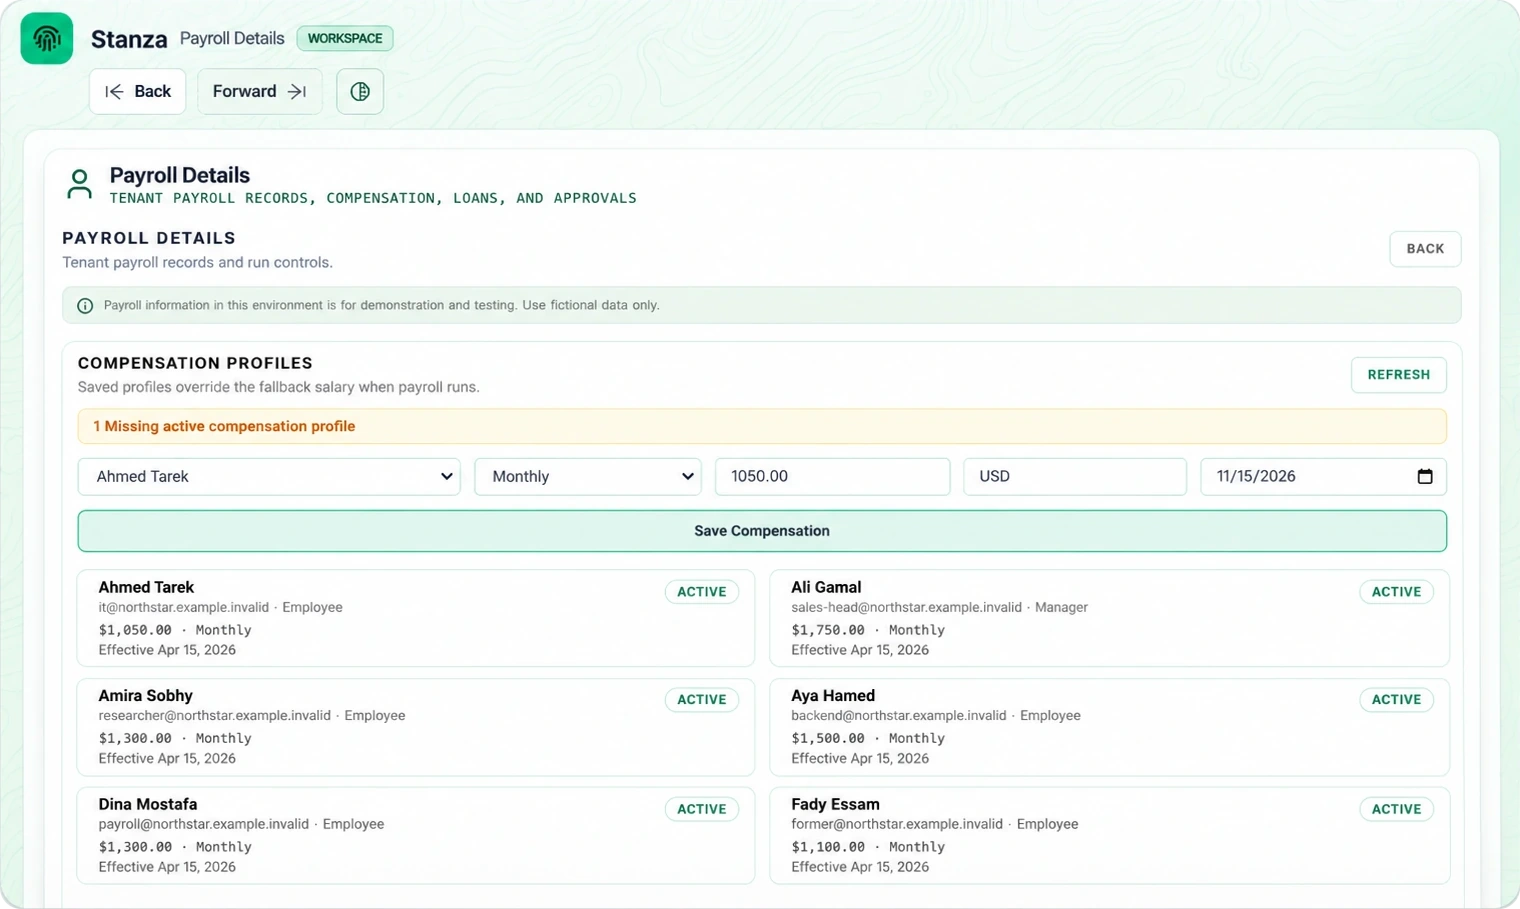 Stanza Payroll Details WORKSPACE
Back Forward
Payroll Details
TENANT PAYROLL RECORDS, COMPENSATION, LOANS, AND APPROVALS
PAYROLL DETAILS
Tenant payroll records and run controls.
BACK
Payroll information in this environment is for demonstration and testing. Use fictional data only.
COMPENSATION PROFILES
Saved profiles override the fallback salary when payroll runs.
REFRESH
1 Missing active compensation profile
Ahmed Tarek Monthly 1050.00 USD 11/15/2026
Save Compensation
Ahmed Tarek
ACTIVE
it@northstar.example.invalid · Employee
$1,050.00 · Monthly
Effective Apr 15, 2026
Ali Gamal
ACTIVE
sales-head@northstar.example.invalid · Manager
$1,750.00 · Monthly
Effective Apr 15, 2026
Amira Sobhy
ACTIVE
researcher@northstar.example.invalid · Employee
$1,300.00 · Monthly
Effective Apr 15, 2026
Aya Hamed
ACTIVE
backend@northstar.example.invalid · Employee
$1,500.00 · Monthly
Effective Apr 15, 2026
Dina Mostafa
ACTIVE
payroll@northstar.example.invalid · Employee
$1,300.00 · Monthly
Effective Apr 15, 2026
Fady Essam
ACTIVE
former@northstar.example.invalid · Employee
$1,100.00 · Monthly
Effective Apr 15, 2026